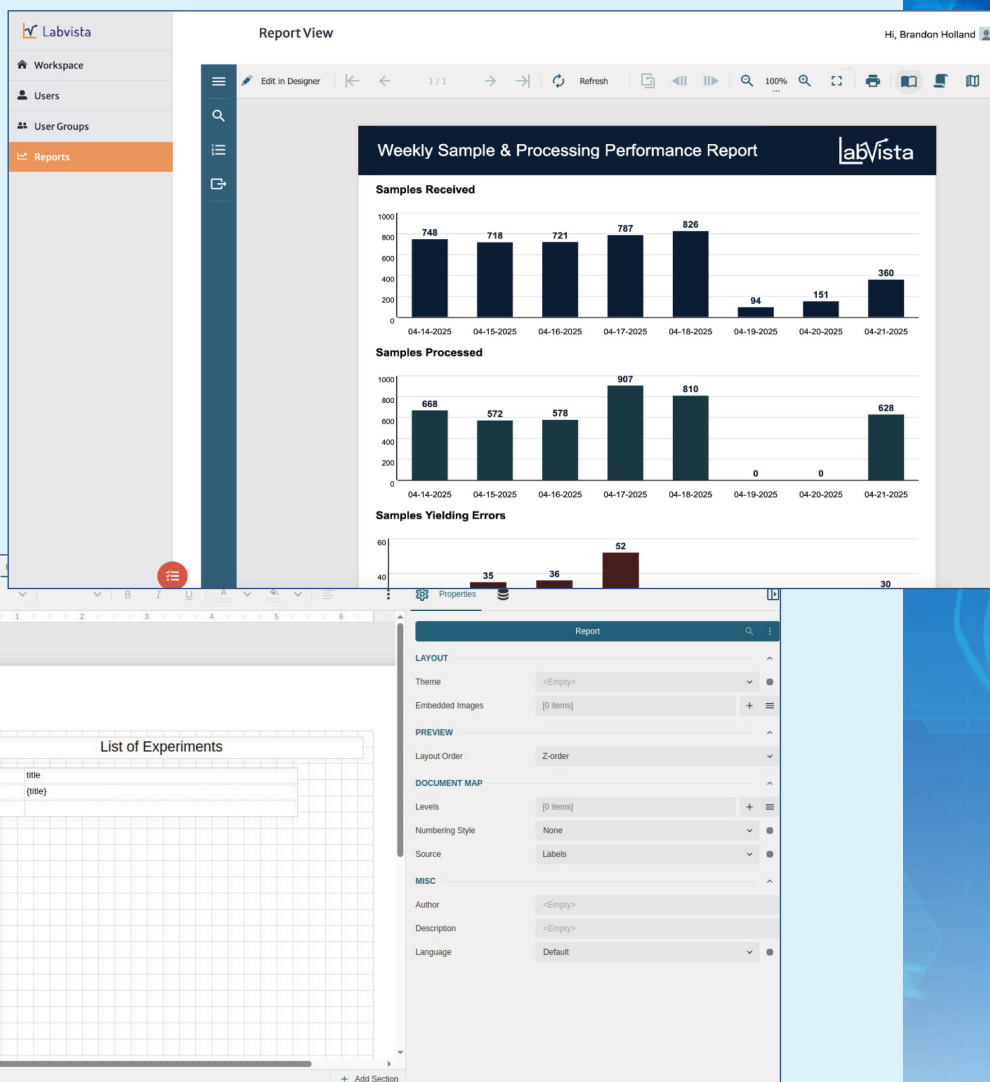 Labvista
Report View
Hi, Brandon Holland
Workspace
Users
User Groups
Reports
Edit in Designer
1 / 1
Refresh
100%
...
Weekly Sample & Processing Performance Report
labVista
Samples Received
1000
800
600
400
200
0
748
718
721
787
826
94
151
360
04-14-2025 04-15-2025 04-16-2025 04-17-2025 04-18-2025 04-19-2025 04-20-2025 04-21-2025
Samples Processed
1000
800
600
400
200
0
668
572
578
907
810
0
0
628
04-14-2025 04-15-2025 04-16-2025 04-17-2025 04-18-2025 04-19-2025 04-20-2025 04-21-2025
Samples Yielding Errors
60
40
35
36
52
30
B I U A
1 2 3 4 5 6
List of Experiments
title
{title}
+ Add Section
Properties
Report
LAYOUT
Theme <Empty>
Embedded Images [0 items] +
PREVIEW
Layout Order Z-order
DOCUMENT MAP
Levels [0 items] +
Numbering Style None
Source Labels
MISC
Author <Empty>
Description <Empty>
Language Default